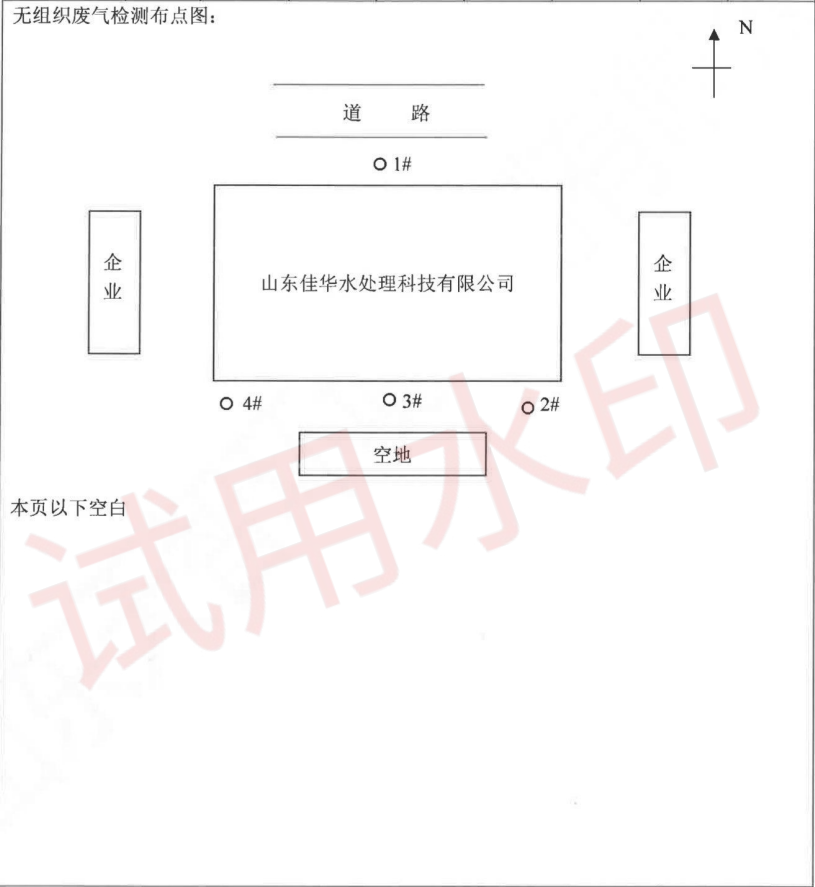 无组织废气检测布点图：
N
道 路
1#
企业
山东佳华水处理科技有限公司
企业
4#
3#
2#
空地
本页以下空白
试用水印